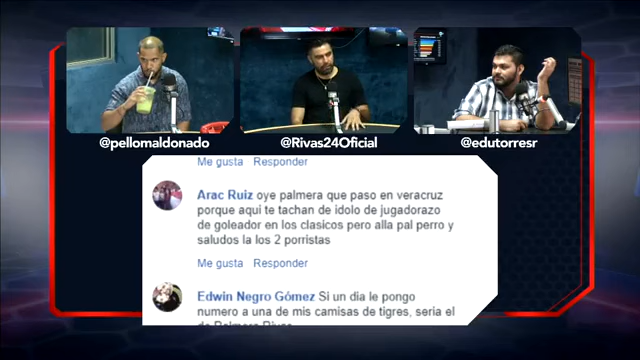 @pellomaldonado
@Rivas24Oficial
@edutorresr
Me gusta Responder
Arac Ruiz oye palmera que paso en veracruz
porque aqui te tachan de idolo de jugadorazo
de goleador en los clasicos pero alla pal perro y
saludos la los 2 porristas
Me gusta Responder
Edwin Negro Gómez Si un dia le pongo
numero a una de mis camisas de tigres, seria el
de Palmera Rivas